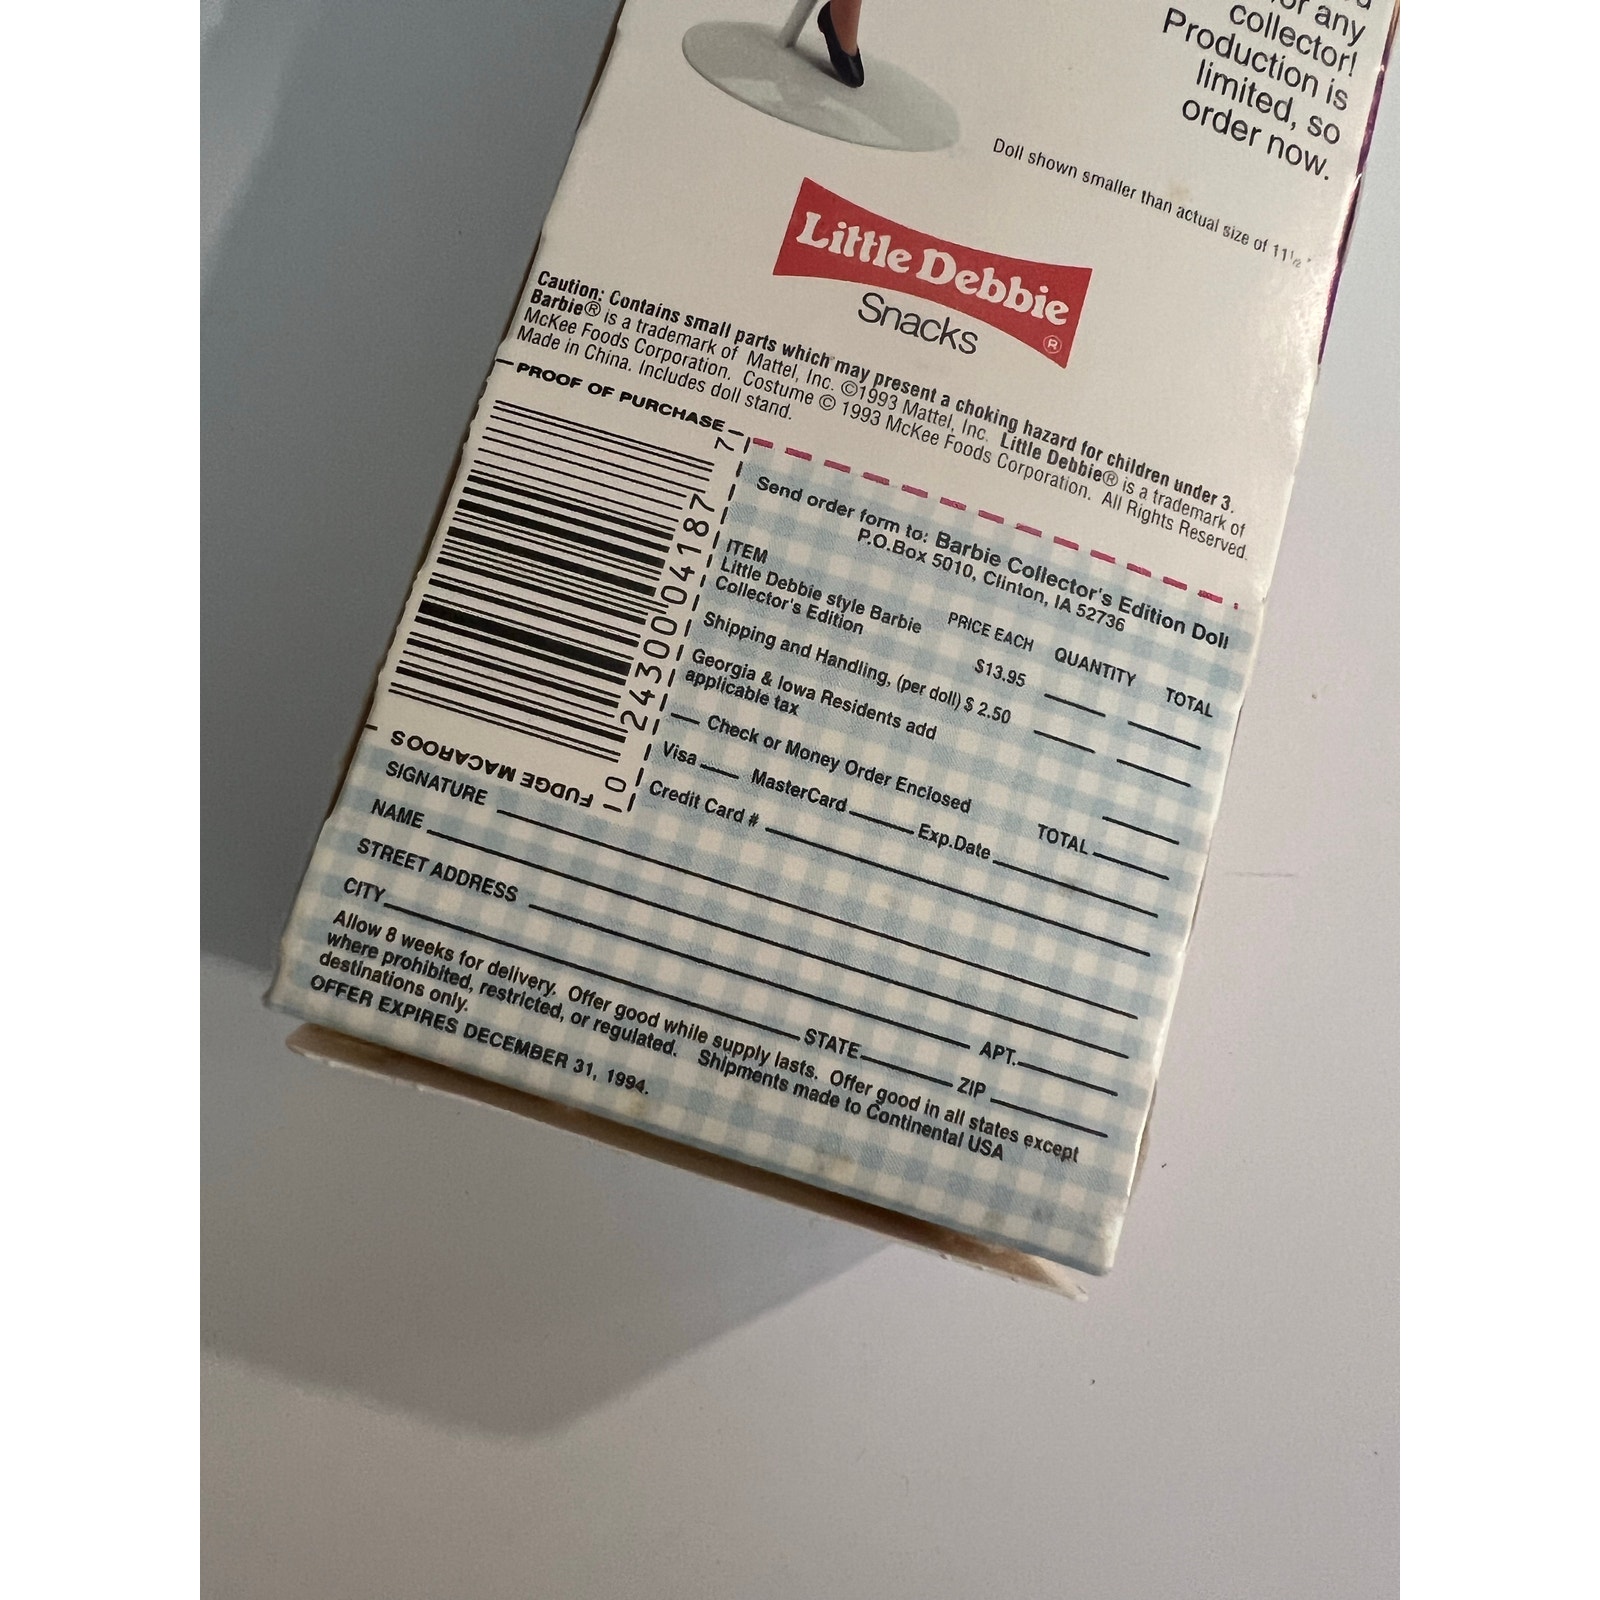 or any
collector!
Production is
limited, so
order now.
Doll shown smaller than actual size of 11½"
Little Debbie®
Snacks
Caution: Contains small parts which may present a choking hazard for children under 3.
Barbie® is a trademark of Mattel, Inc. ©1993 Mattel, Inc. Little Debbie® is a trademark of
McKee Foods Corporation. Costume © 1993 McKee Foods Corporation. All Rights Reserved.
Made in China. Includes doll stand.
PROOF OF PURCHASE
0 24300 04187 7
FUDGE MACAROOS
Send order form to: Barbie Collector's Edition Doll
P.O.Box 5010, Clinton, IA 52736
ITEM PRICE EACH QUANTITY TOTAL
Little Debbie style Barbie
Collector's Edition $13.95
Shipping and Handling, (per doll) $ 2.50
Georgia & Iowa Residents add
applicable tax
Check or Money Order Enclosed TOTAL
Visa MasterCard Exp.Date
Credit Card #
SIGNATURE
NAME
STREET ADDRESS APT.
CITY STATE ZIP
Allow 8 weeks for delivery. Offer good while supply lasts. Offer good in all states except
where prohibited, restricted, or regulated. Shipments made to Continental USA
destinations only.
OFFER EXPIRES DECEMBER 31, 1994.